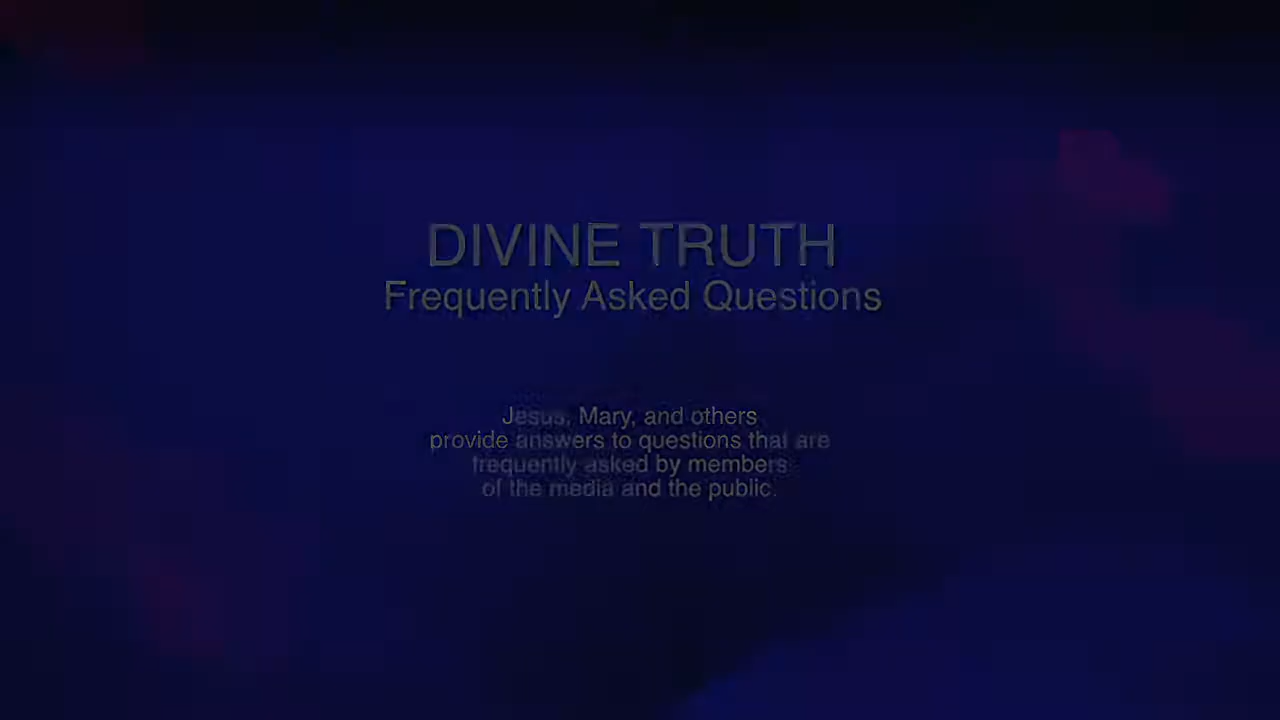 DIVINE TRUTH
Frequently Asked Questions
Jesus, Mary, and others
provide answers to questions that are
frequently asked by members
of the media and the public.